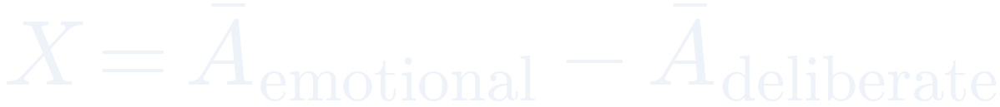 X = Ā_emotional − Ā_deliberate